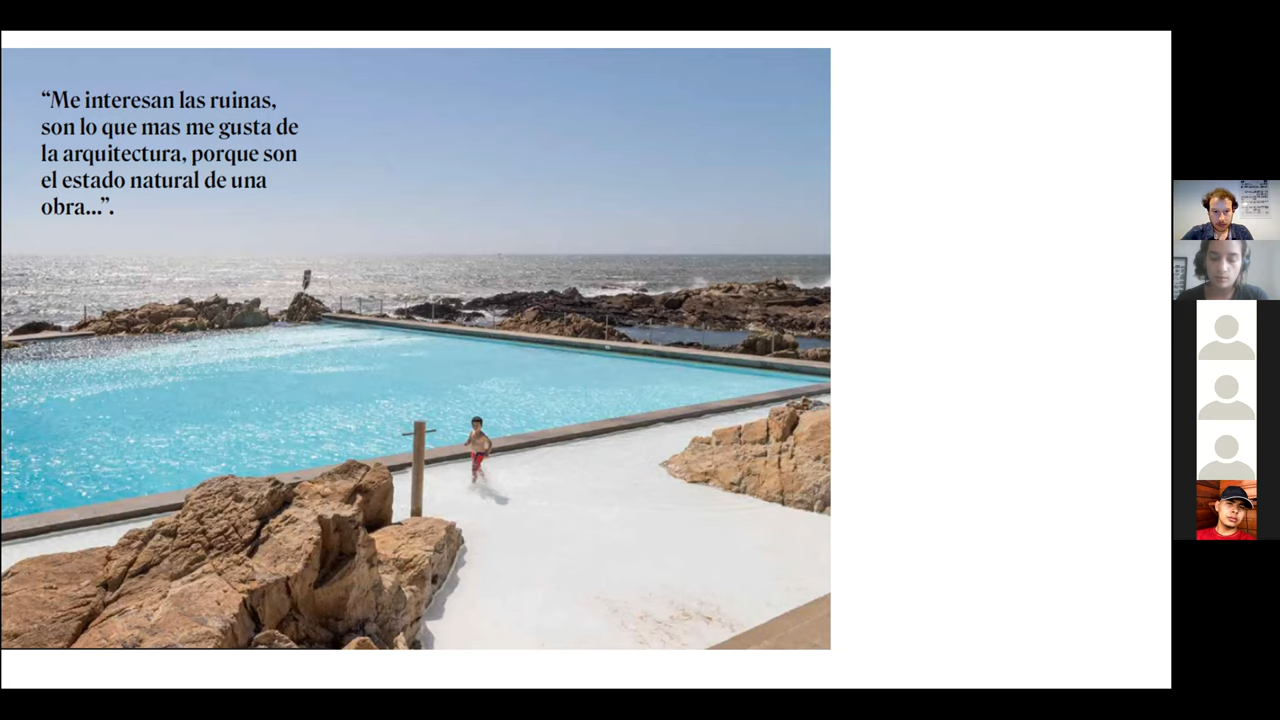 “Me interesan las ruinas,
son lo que mas me gusta de
la arquitectura, porque son
el estado natural de una
obra...”.